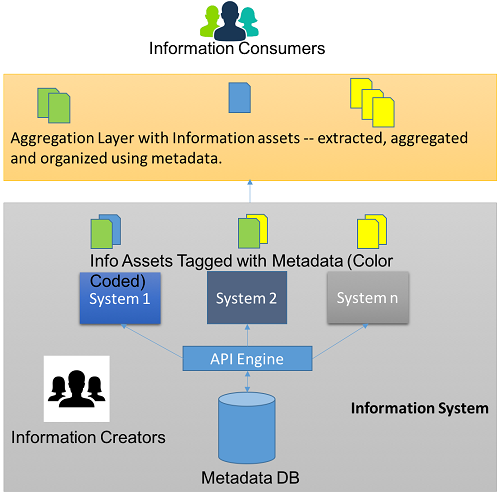 Information Consumers
Aggregation Layer with Information assets -- extracted, aggregated
and organized using metadata.
Info Assets Tagged with Metadata (Color
Coded)
System 1
System 2
System n
API Engine
Information System
Information Creators
Metadata DB